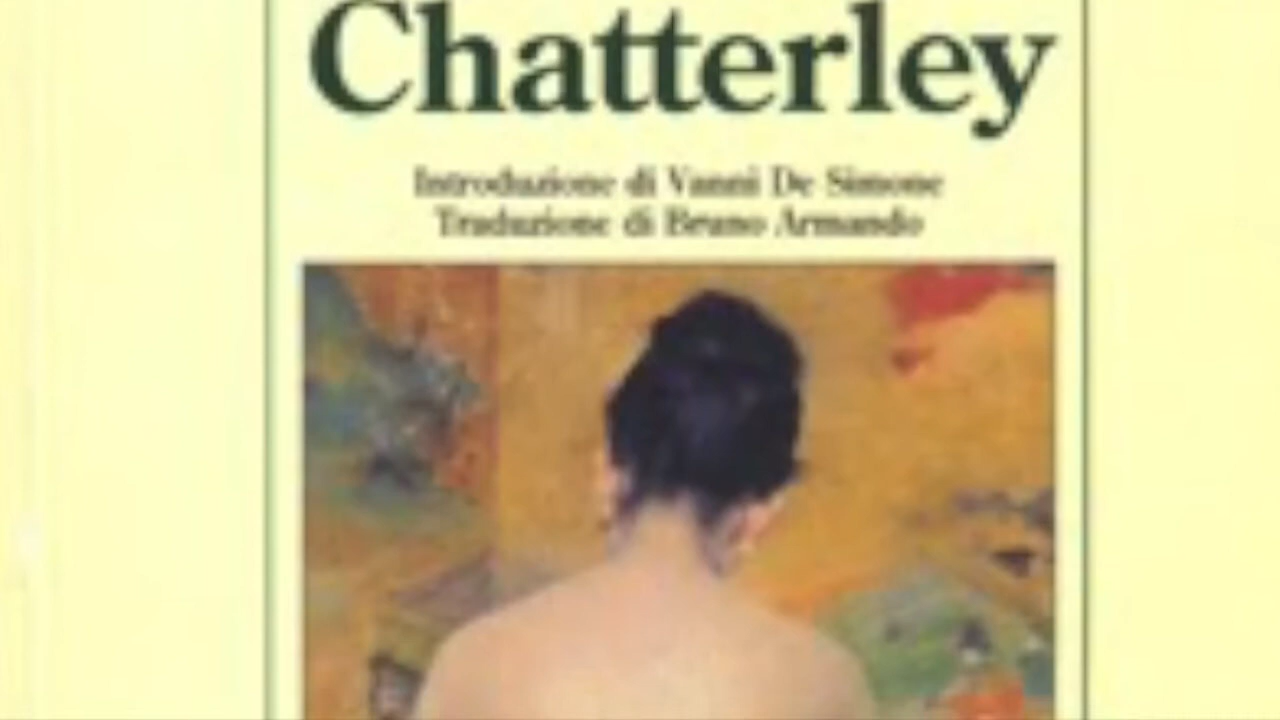 Chatterley
Introduzione di Vanni De Simone
Traduzione di Bruno Armando